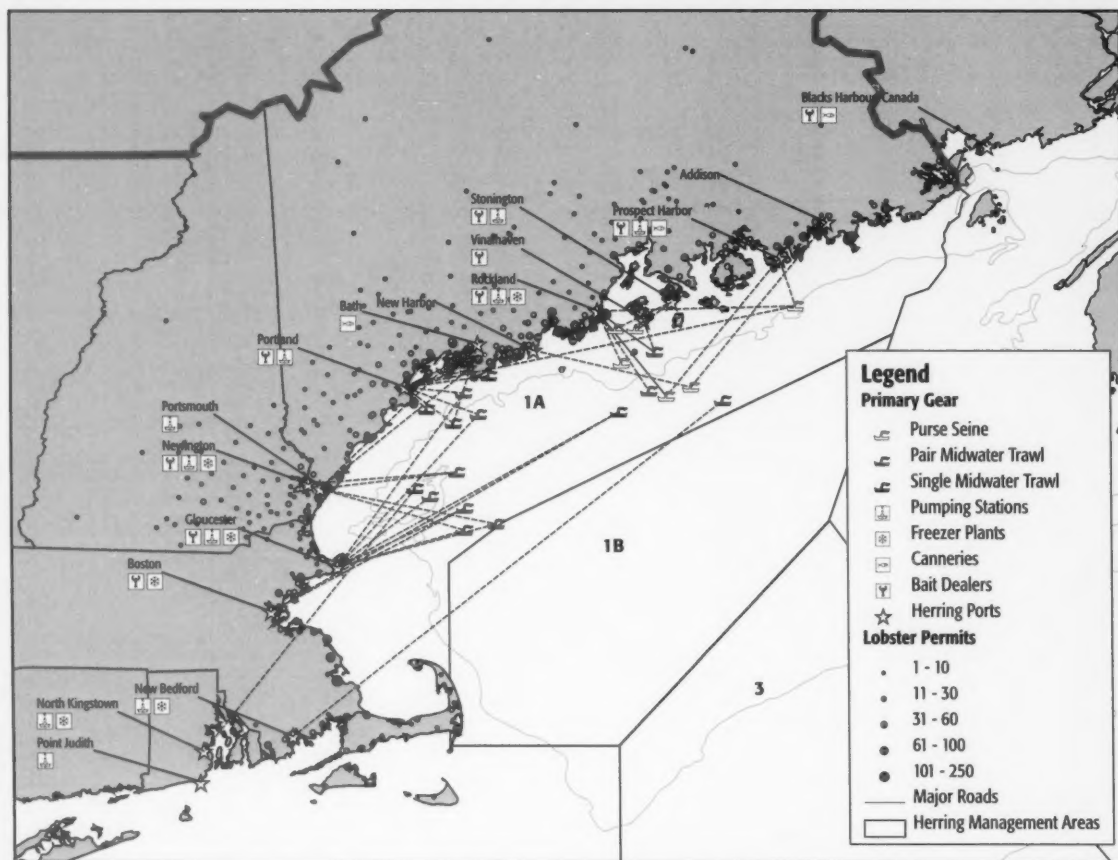 Blacks Harbour, Canada
Addison
Stonington
Prospect Harbor
Vinalhaven
Rockland
New Harbor
Bath
Portland
1A
Portsmouth
Newington
Gloucester
1B
Boston
3
New Bedford
North Kingstown
Point Judith
Legend
Primary Gear
Purse Seine
Pair Midwater Trawl
Single Midwater Trawl
Pumping Stations
Freezer Plants
Canneries
Bait Dealers
Herring Ports
Lobster Permits
1 - 10
11 - 30
31 - 60
61 - 100
101 - 250
Major Roads
Herring Management Areas